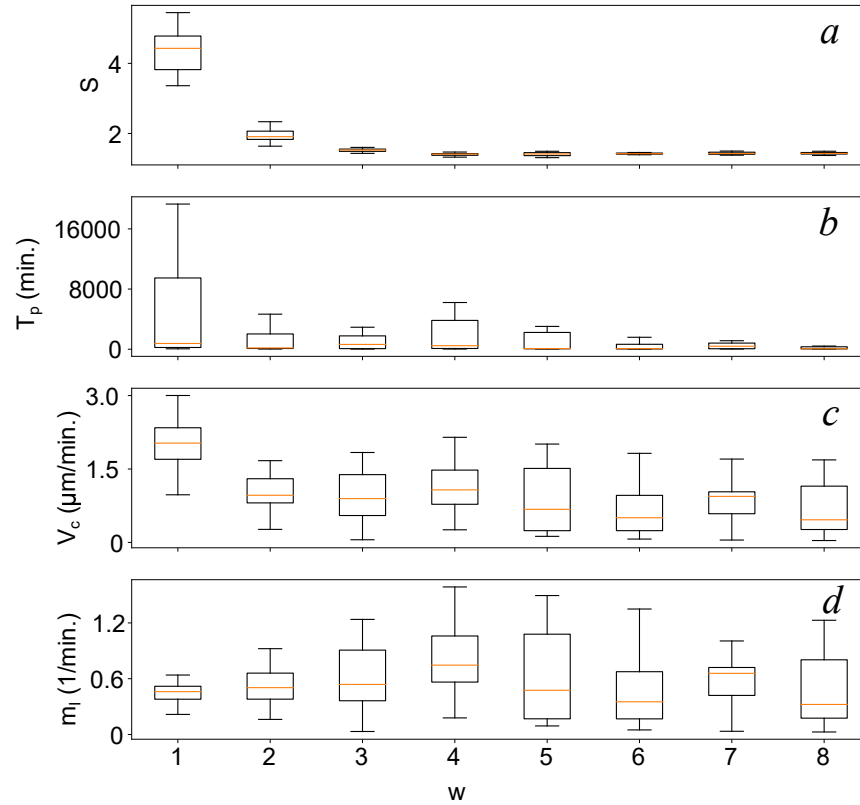 a
4
2
S
b
16000
8000
0
T_p (min.)
c
3.0
1.5
0
V_c (μm/min.)
d
1.2
0.6
0
m_l (1/min.)
1 2 3 4 5 6 7 8
w